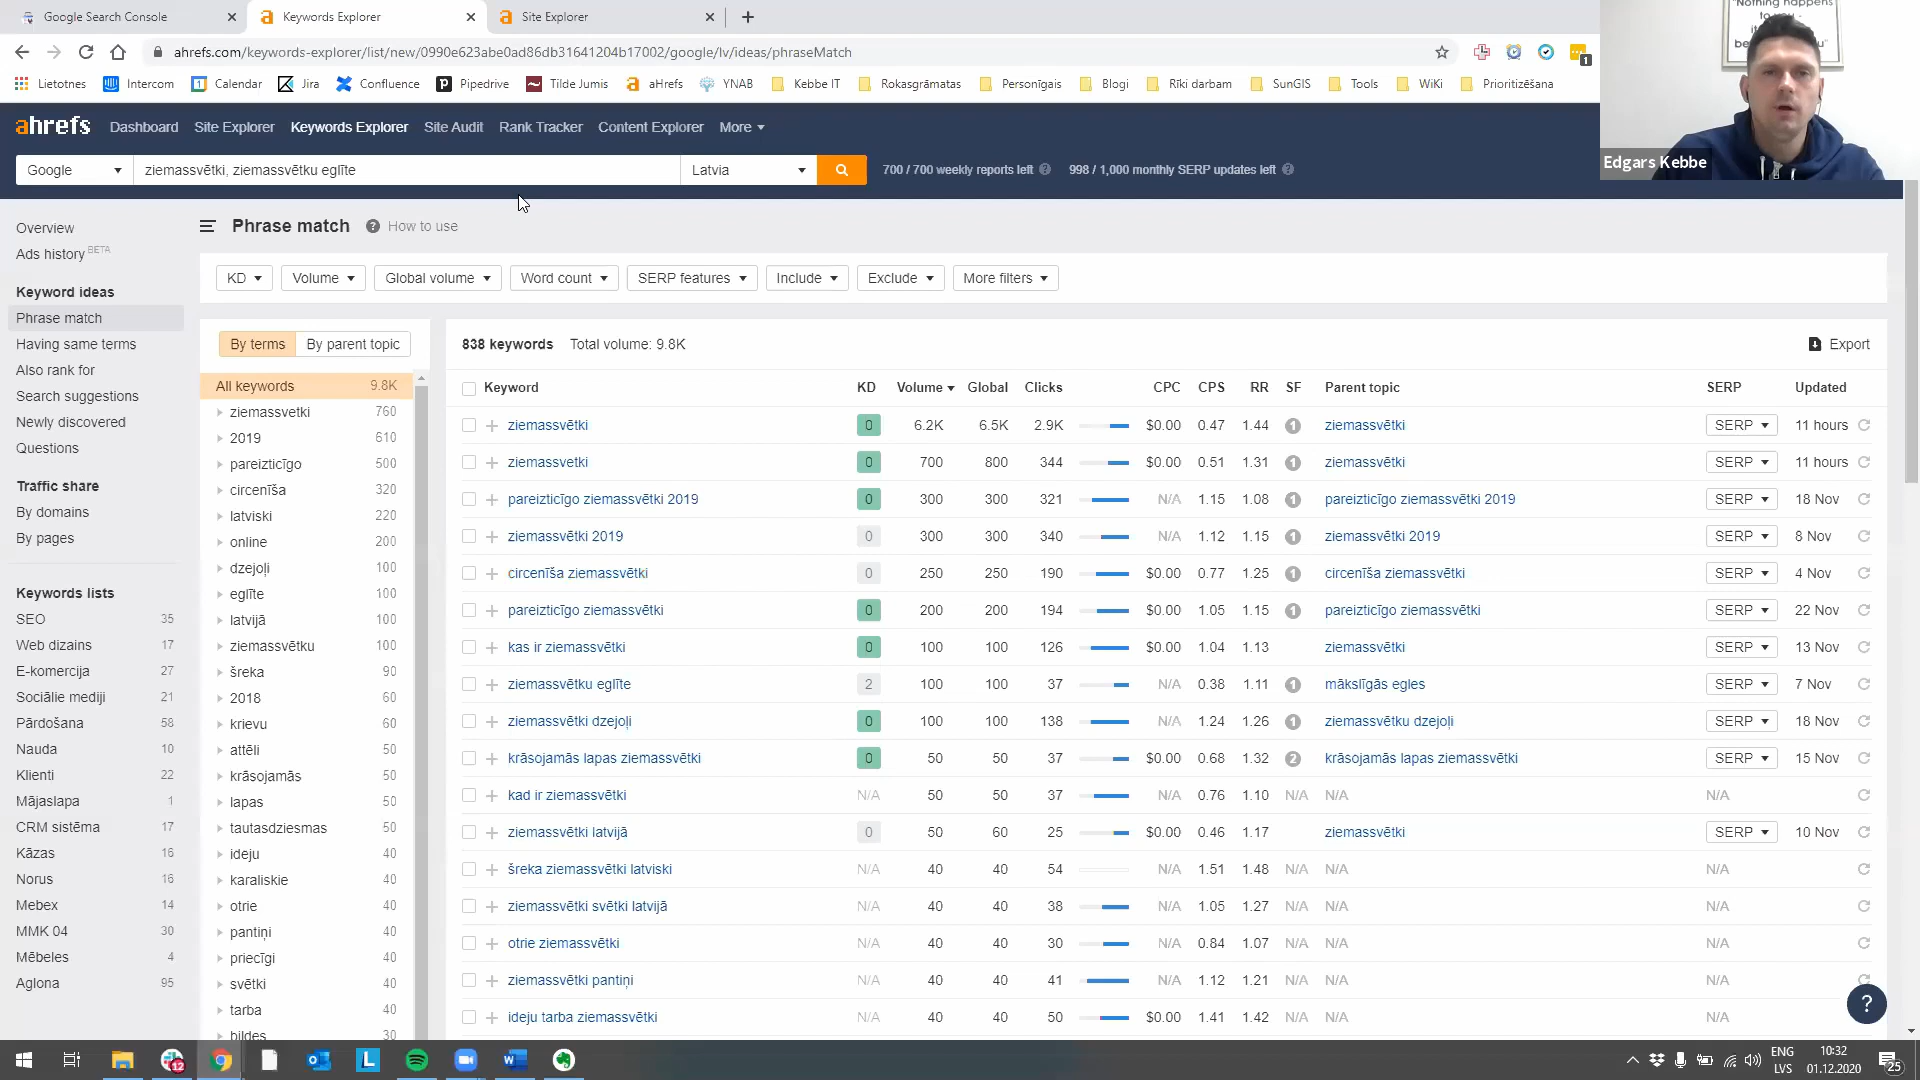 Google Search Console
Keywords Explorer
Site Explorer
ahrefs.com/keywords-explorer/list/new/0990e623abe0ad86db31641204b17002/google/lv/ideas/phraseMatch
1
Lietotnes
Intercom
Calendar
Jira
Confluence
Pipedrive
Tilde Jumis
aHrefs
YNAB
Kebbe IT
Rokasgrāmatas
Personīgais
Blogi
Rīki darbam
SunGIS
Tools
WiKi
Prioritizēšana
"Nothing happens
Edgars Kebbe
ahrefs
Dashboard
Site Explorer
Keywords Explorer
Site Audit
Rank Tracker
Content Explorer
More
Google
ziemassvētki, ziemassvētku eglīte
Latvia
700 / 700 weekly reports left
998 / 1,000 monthly SERP updates left
Overview
Ads history BETA
Keyword ideas
Phrase match
Having same terms
Also rank for
Search suggestions
Newly discovered
Questions
Traffic share
By domains
By pages
Keywords lists
SEO 35
Web dizains 17
E-komercija 27
Sociālie mediji 21
Pārdošana 58
Nauda 10
Klienti 22
Mājaslapa 1
CRM sistēma 17
Kāzas 16
Norus 16
Mebex 14
MMK 04 30
Mēbeles 4
Aglona 95
Phrase match ? How to use
KD
Volume
Global volume
Word count
SERP features
Include
Exclude
More filters
By terms
By parent topic
All keywords 9.8K
ziemassvetki 760
2019 610
pareizticīgo 500
circenīša 320
latviski 220
online 200
dzejoļi 100
eglīte 100
latvijā 100
ziemassvētku 100
šreka 90
2018 60
krievu 60
attēli 50
krāsojamās 50
lapas 50
tautasdziesmas 50
ideju 40
karaliskie 40
otrie 40
pantiņi 40
priecīgi 40
svētki 40
tarba 40
bildes 30
838 keywords Total volume: 9.8K
Export
Keyword KD Volume Global Clicks CPC CPS RR SF Parent topic SERP Updated
ziemassvētki 0 6.2K 6.5K 2.9K $0.00 0.47 1.44 1 ziemassvētki SERP 11 hours
ziemassvetki 0 700 800 344 $0.00 0.51 1.31 1 ziemassvētki SERP 11 hours
pareizticīgo ziemassvētki 2019 0 300 300 321 N/A 1.15 1.08 1 pareizticīgo ziemassvētki 2019 SERP 18 Nov
ziemassvētki 2019 0 300 300 340 N/A 1.12 1.15 1 ziemassvētki 2019 SERP 8 Nov
circenīša ziemassvētki 0 250 250 190 $0.00 0.77 1.25 1 circenīša ziemassvētki SERP 4 Nov
pareizticīgo ziemassvētki 0 200 200 194 $0.00 1.05 1.15 1 pareizticīgo ziemassvētki SERP 22 Nov
kas ir ziemassvētki 0 100 100 126 $0.00 1.04 1.13 ziemassvētki SERP 13 Nov
ziemassvētku eglīte 2 100 100 37 N/A 0.38 1.11 1 mākslīgās egles SERP 7 Nov
ziemassvētki dzejoļi 0 100 100 138 N/A 1.24 1.26 1 ziemassvētku dzejoļi SERP 18 Nov
krāsojamās lapas ziemassvētki 0 50 50 37 $0.00 0.68 1.32 2 krāsojamās lapas ziemassvētki SERP 15 Nov
kad ir ziemassvētki N/A 50 50 37 N/A 0.76 1.10 N/A N/A N/A
ziemassvētki latvijā 0 50 60 25 $0.00 0.46 1.17 ziemassvētki SERP 10 Nov
šreka ziemassvētki latviski N/A 40 40 54 N/A 1.51 1.48 N/A N/A N/A
ziemassvētki svētki latvijā N/A 40 40 38 N/A 1.05 1.27 N/A N/A N/A
otrie ziemassvētki N/A 40 40 30 N/A 0.84 1.07 N/A N/A N/A
ziemassvētki pantiņi N/A 40 40 41 N/A 1.12 1.21 N/A N/A N/A
ideju tarba ziemassvētki N/A 40 40 50 $0.00 1.41 1.42 N/A N/A N/A
?
12
ENG
LVS
10:32
01.12.2020
25